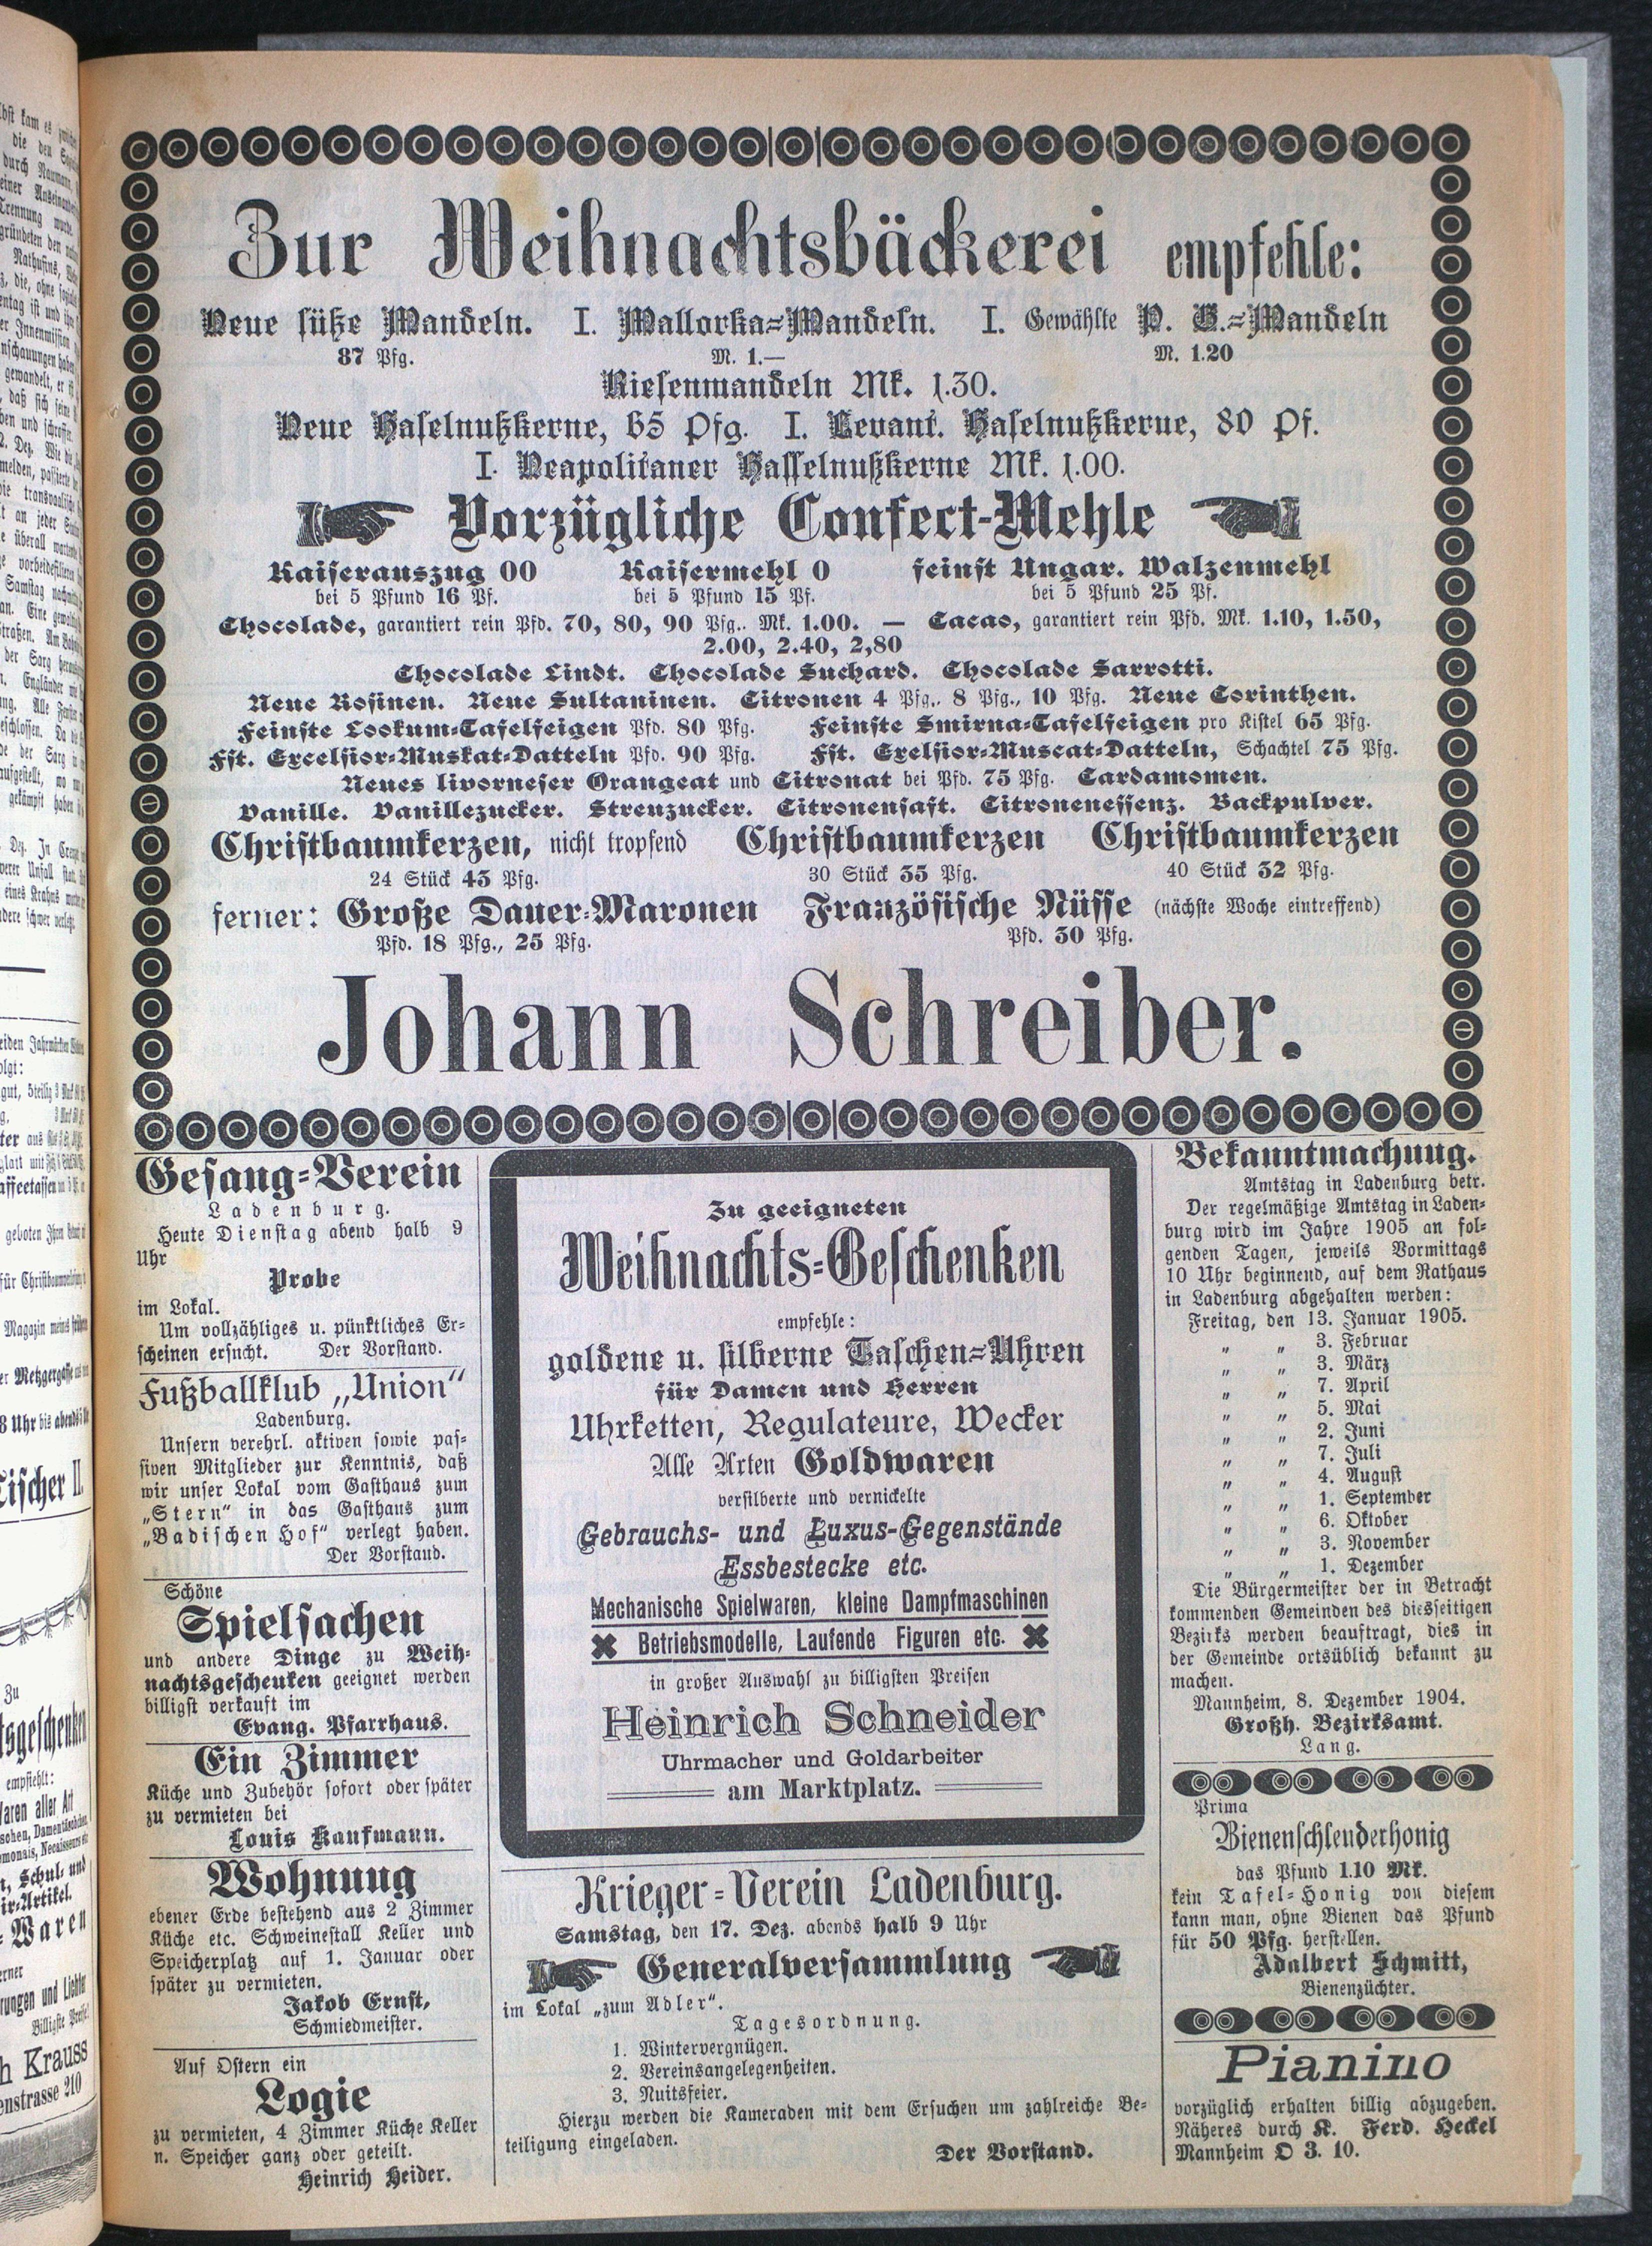 Zur Weihnachtsbäckerei empfehle:
Neue süße Mandeln. I. Mallorka=Mandeln. I. Gewählte P. G.=Mandeln
87 Pfg. M. 1.— M. 1.20
Riesenmandeln Mk. 1.30.
Neue Haselnußkerne, 65 Pfg. I. Levant. Haselnußkerne, 80 Pf.
I. Neapolitaner Hasselnußkerne Mk. 1.00.
Vorzügliche Confect-Mehle
Kaiserauszug 00 Kaisermehl 0 feinst Ungar. Walzenmehl
bei 5 Pfund 16 Pf. bei 5 Pfund 15 Pf. bei 5 Pfund 25 Pf.
Chocolade, garantiert rein Pfd. 70, 80, 90 Pfg.. Mk. 1.00. — Cacao, garantiert rein Pfd. Mk. 1.10, 1.50,
2.00, 2.40, 2,80
Chocolade Lindt. Chocolade Suchard. Chocolade Sarrotti.
Neue Rosinen. Neue Sultaninen. Citronen 4 Pfg.. 8 Pfg., 10 Pfg. Neue Corinthen.
Feinste Lookum=Tafelfeigen Pfd. 80 Pfg. Feinste Smirna=Tafelfeigen pro Kistel 65 Pfg.
Fst. Excelsior=Muskat=Datteln Pfd. 90 Pfg. Fst. Exelsior=Muscat=Datteln, Schachtel 75 Pfg.
Neues livorneser Orangeat und Citronat bei Pfd. 75 Pfg. Cardamomen.
Vanille. Vanillezucker. Streuzucker. Citronensaft. Citronenessenz. Backpulver.
Christbaumkerzen, nicht tropfend Christbaumkerzen Christbaumkerzen
24 Stück 43 Pfg. 30 Stück 35 Pfg. 40 Stück 32 Pfg.
ferner: Große Dauer=Maronen Französische Nüsse (nächste Woche eintreffend)
Pfd. 18 Pfg., 25 Pfg. Pfd. 30 Pfg.
Johann Schreiber.
Gesang=Verein
Ladenburg.
Heute Dienstag abend halb 9
Uhr
Probe
im Lokal.
Um vollzähliges u. pünktliches Er=
scheinen ersucht. Der Vorstand.
Fußballklub „Union“
Ladenburg.
Unsern verehrl. aktiven sowie pas=
siven Mitglieder zur Kenntnis, daß
wir unser Lokal vom Gasthaus zum
„Stern“ in das Gasthaus zum
„Badischen Hof“ verlegt haben.
Der Vorstand.
Schöne
Spielsachen
und andere Dinge zu Weih=
nachtsgeschenken geeignet werden
billigst verkauft im
Evang. Pfarrhaus.
Ein Zimmer
Küche und Zubehör sofort oder später
zu vermieten bei
Louis Kaufmann.
Wohnung
ebener Erde bestehend aus 2 Zimmer
Küche etc. Schweinestall Keller und
Speicherplatz auf 1. Januar oder
später zu vermieten.
Jakob Ernst,
Schmiedmeister.
Auf Ostern ein
Logie
zu vermieten, 4 Zimmer Küche Keller
n. Speicher ganz oder geteilt.
Heinrich Heider.
Zu geeigneten
Weihnachts=Geschenken
empfehle:
goldene u. silberne Taschen=Uhren
für Damen und Herren
Uhrketten, Regulateure, Wecker
Alle Arten Goldwaren
versilberte und vernickelte
Gebrauchs- und Luxus-Gegenstände
Essbestecke etc.
Mechanische Spielwaren, kleine Dampfmaschinen
Betriebsmodelle, Laufende Figuren etc.
in großer Auswahl zu billigsten Preisen
Heinrich Schneider
Uhrmacher und Goldarbeiter
am Marktplatz.
Krieger=Verein Ladenburg.
Samstag, den 17. Dez. abends halb 9 Uhr
Generalversammlung
im Lokal „zum Adler“.
Tagesordnung.
1. Wintervergnügen.
2. Vereinsangelegenheiten.
3. Nuitsfeier.
Hierzu werden die Kameraden mit dem Ersuchen um zahlreiche Be=
teiligung eingeladen.
Der Vorstand.
Bekanntmachung.
Amtstag in Ladenburg betr.
Der regelmäßige Amtstag in Laden=
burg wird im Jahre 1905 an fol=
genden Tagen, jeweils Vormittags
10 Uhr beginnend, auf dem Rathaus
in Ladenburg abgehalten werden:
Freitag, den 13. Januar 1905.
„ „ 3. Februar
„ „ 3. März
„ „ 7. April
„ „ 5. Mai
„ „ 2. Juni
„ „ 7. Juli
„ „ 4. August
„ „ 1. September
„ „ 6. Oktober
„ „ 3. November
„ „ 1. Dezember
Die Bürgermeister der in Betracht
kommenden Gemeinden des diesseitigen
Bezirks werden beauftragt, dies in
der Gemeinde ortsüblich bekannt zu
machen.
Mannheim, 8. Dezember 1904.
Großh. Bezirksamt.
Lang.
Prima
Bienenschleuderhonig
das Pfund 1.10 Mk.
kein Tafel=Honig von diesem
kann man, ohne Bienen das Pfund
für 50 Pfg. herstellen.
Adalbert Schmitt,
Bienenzüchter.
Pianino
vorzüglich erhalten billig abzugeben.
Näheres durch K. Ferd. Heckel
Mannheim O 3. 10.